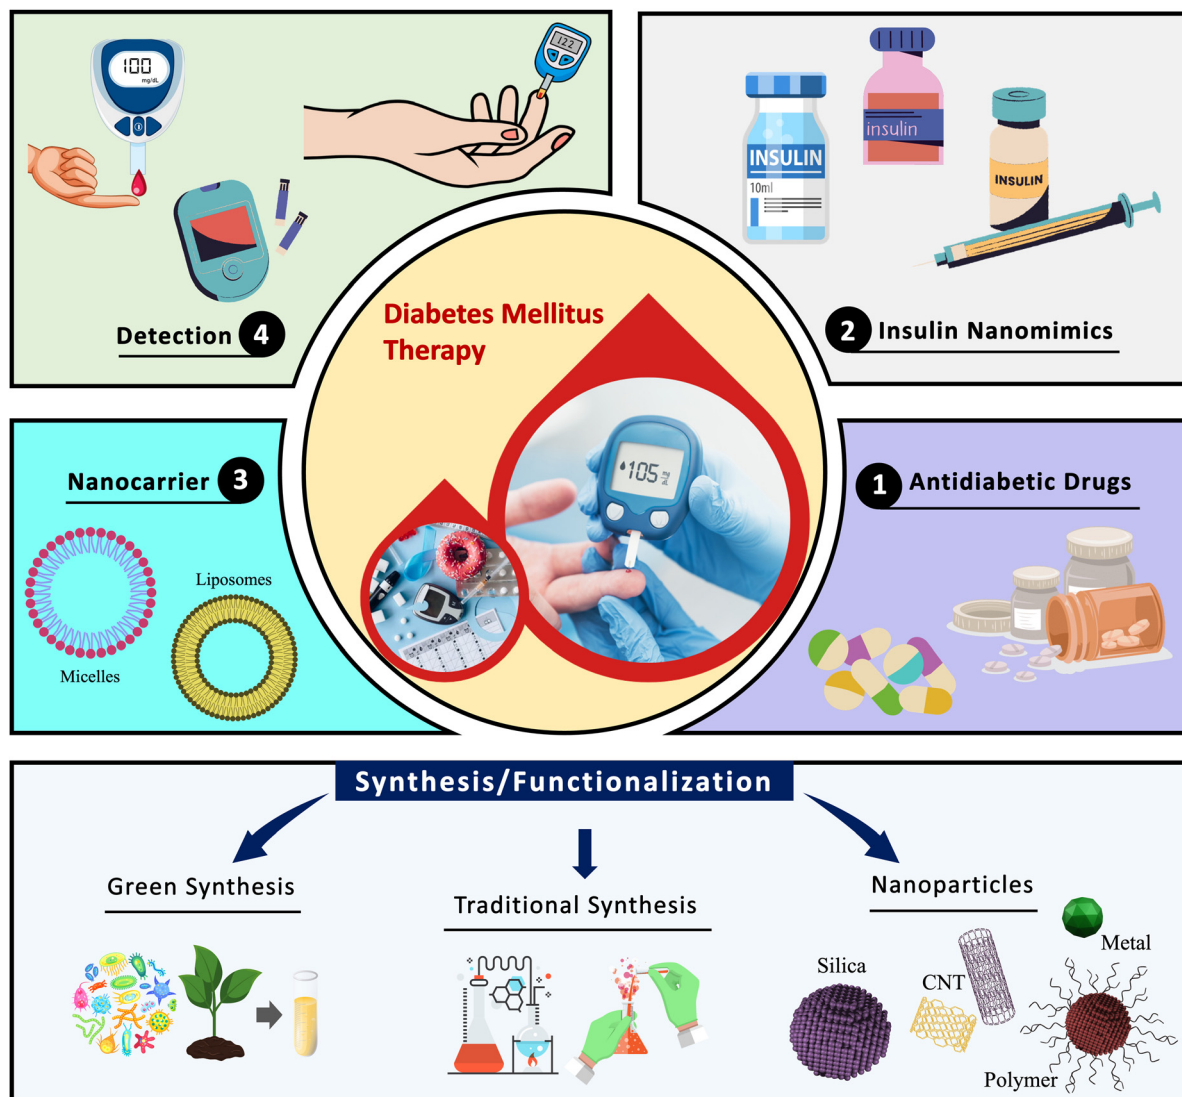 100
mg/dL
122
Detection 4
INSULIN
10ml
insulin
INSULIN
2 Insulin Nanomimics
Diabetes Mellitus
Therapy
105
Nanocarrier 3
Micelles
Liposomes
1 Antidiabetic Drugs
Synthesis/Functionalization
Green Synthesis
Traditional Synthesis
Nanoparticles
Silica
CNT
Metal
Polymer